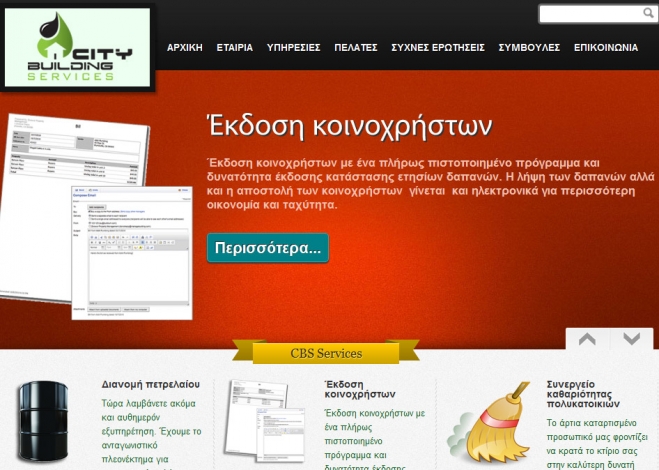 CITY
BUILDING
SERVICES
ΑΡΧΙΚΗ ΕΤΑΙΡΙΑ ΥΠΗΡΕΣΙΕΣ ΠΕΛΑΤΕΣ ΣΥΧΝΕΣ ΕΡΩΤΗΣΕΙΣ ΣΥΜΒΟΥΛΕΣ ΕΠΙΚΟΙΝΩΝΙΑ
Έκδοση κοινοχρήστων
Έκδοση κοινοχρήστων με ένα πλήρως πιστοποιημένο πρόγραμμα και
δυνατότητα έκδοσης κατάστασης ετησίων δαπανών. Η λήψη των δαπανών αλλά
και η αποστολή των κοινοχρήστων γίνεται και ηλεκτρονικά για περισσότερη
οικονομία και ταχύτητα.
Περισσότερα...
CBS Services
Διανομή πετρελαίου
Τώρα λαμβάνετε ακόμα
και αυθημερόν
εξυπηρέτηση. Έχουμε το
ανταγωνιστικό
πλεονέκτημα για
Έκδοση
κοινοχρήστων
Έκδοση κοινοχρήστων με
ένα πλήρως
πιστοποιημένο
πρόγραμμα και
δυνατότητα έκδοσης
Συνεργείο
καθαριότητας
πολυκατοικιών
Το άρτια καταρτισμένο
προσωπικό μας φροντίζει
να κρατά το κτίριο σας
στην καλύτερη δυνατή